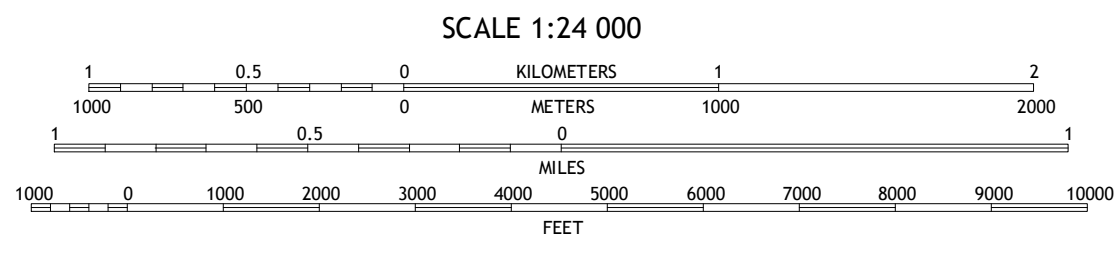 SCALE 1:24 000
1 0.5 0 KILOMETERS 1 2
1000 500 0 METERS 1000 2000
1 0.5 0 1
MILES
1000 0 1000 2000 3000 4000 5000 6000 7000 8000 9000 10000
FEET